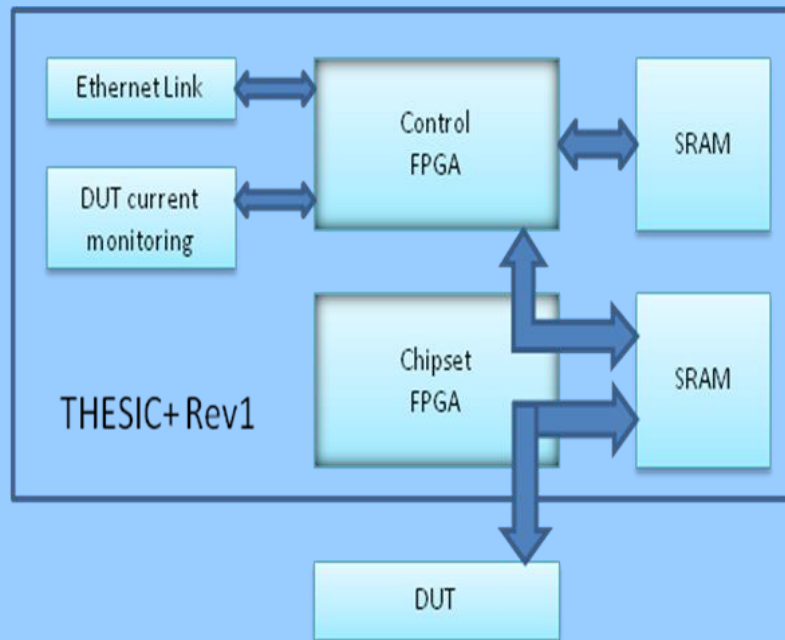 Ethernet Link
Control
FPGA
SRAM
DUT current
monitoring
Chipset
FPGA
SRAM
THESIC+ Rev1
DUT